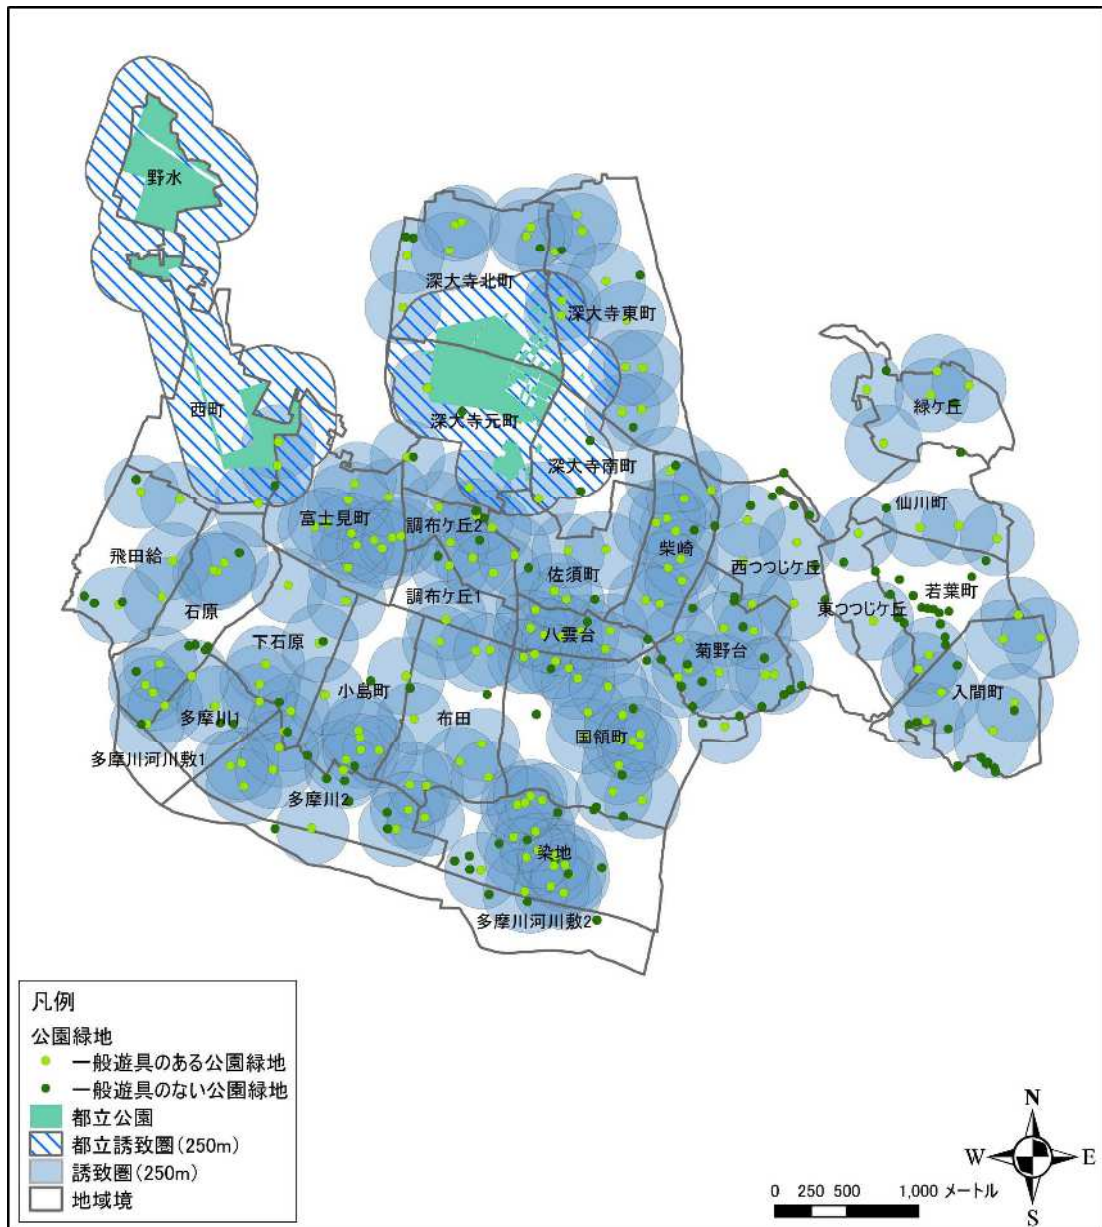 野水
深大寺北町
深大寺東町
西町
深大寺元町
緑ケ丘
深大寺南町
仙川町
富士見町
調布ケ丘2
柴崎
飛田給
佐須町
西つつじケ丘
若葉町
石原
調布ケ丘1
東つつじケ丘
下石原
八雲台
菊野台
小島町
入間町
多摩川1
布田
国領町
多摩川河川敷1
多摩川2
染地
多摩川河川敷2
凡例
公園緑地
一般遊具のある公園緑地
一般遊具のない公園緑地
都立公園
都立誘致圏(250m)
誘致圏(250m)
地域境
N
W E
S
0 250 500 1,000 メートル